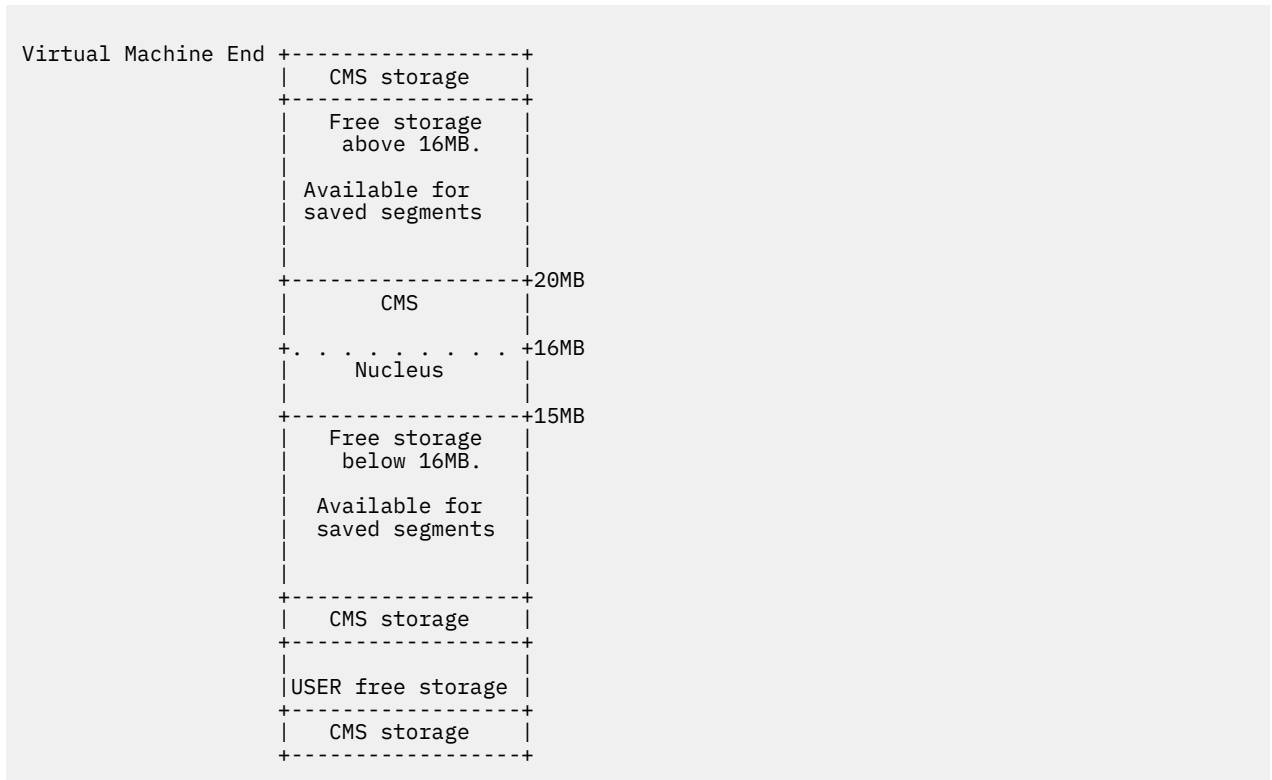 Virtual Machine End +------------------+
                    |   CMS storage    |
                    +------------------+
                    |   Free storage   |
                    |    above 16MB.   |
                    |                  |
                    | Available for    |
                    | saved segments   |
                    |                  |
                    |                  |
                    +------------------+20MB
                    |       CMS        |
                    |                  |
                    +. . . . . . . . . +16MB
                    |     Nucleus      |
                    |                  |
                    +------------------+15MB
                    |   Free storage   |
                    |    below 16MB.   |
                    |                  |
                    |  Available for   |
                    |  saved segments  |
                    |                  |
                    |                  |
                    +------------------+
                    |   CMS storage    |
                    +------------------+
                    |                  |
                    |USER free storage |
                    +------------------+
                    |   CMS storage    |
                    +------------------+